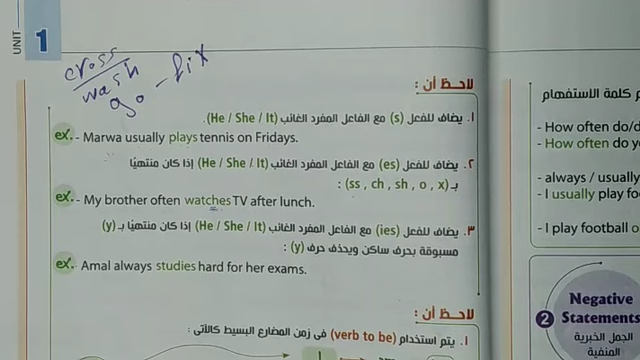 UNIT
1
cross
wash
go - fix
لاحظ أن :
١. يضاف للفعل (s) مع الفاعل المفرد الغائب (He / She / It).
ex. - Marwa usually plays tennis on Fridays.
٢. يضاف للفعل (es) مع الفاعل المفرد الغائب (He / She / It) إذا كان منتهيًا
بـ (ss , ch , sh , o , x) :
ex. - My brother often watches TV after lunch.
٣. يضاف للفعل (ies) مع الفاعل المفرد الغائب (He / She / It) إذا كان منتهيًا بـ (y)
مسبوقة بحرف ساكن ويحذف حرف (y) :
ex. Amal always studies hard for her exams.
لاحظ أن :
١. يتم استخدام (verb to be) فى زمن المضارع البسيط كالآتى :
I
كلمة الاستفهام
- How often do/d
- How often do y
- always / usually
- I usually play fo
- I play football o
2 Negative
Statements
الجمل الخبرية
المنفية